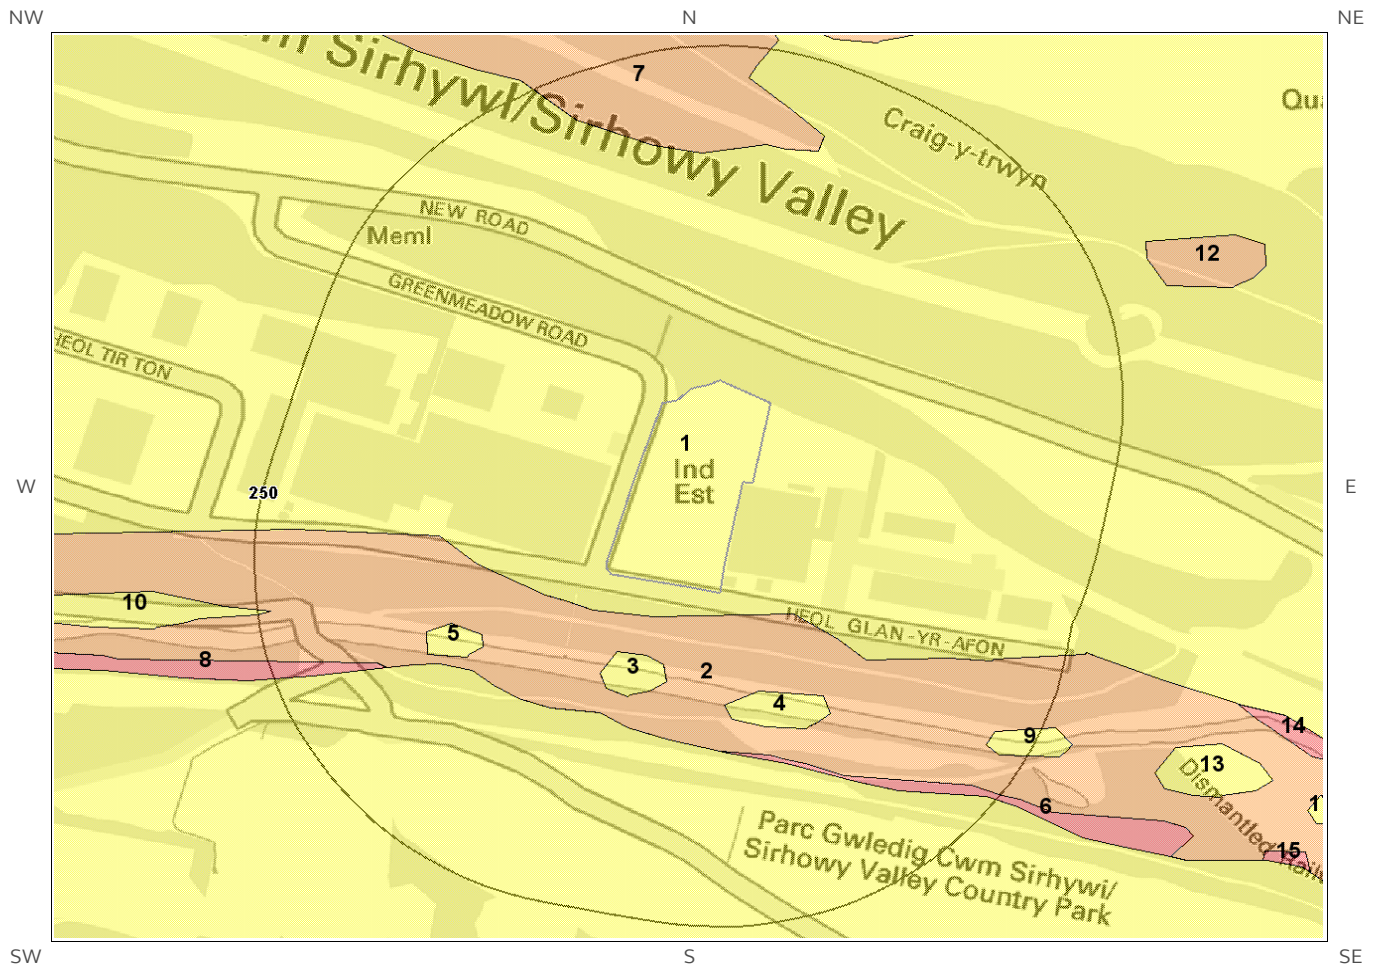 NW
N
NE
Sirhywl/Sirhowy Valley
7
Craig-y-trwyn
NEW ROAD
Meml
12
GREENMEADOW ROAD
HEOL TIR TON
1
Ind
Est
W
E
250
10
HEOL GLAN-YR-AFON
5
8
3
2
4
9
14
13
Dismantled
6
15
Parc Gwledig Cwm Sirhywi/
Sirhowy Valley Country Park
SW
S
SE